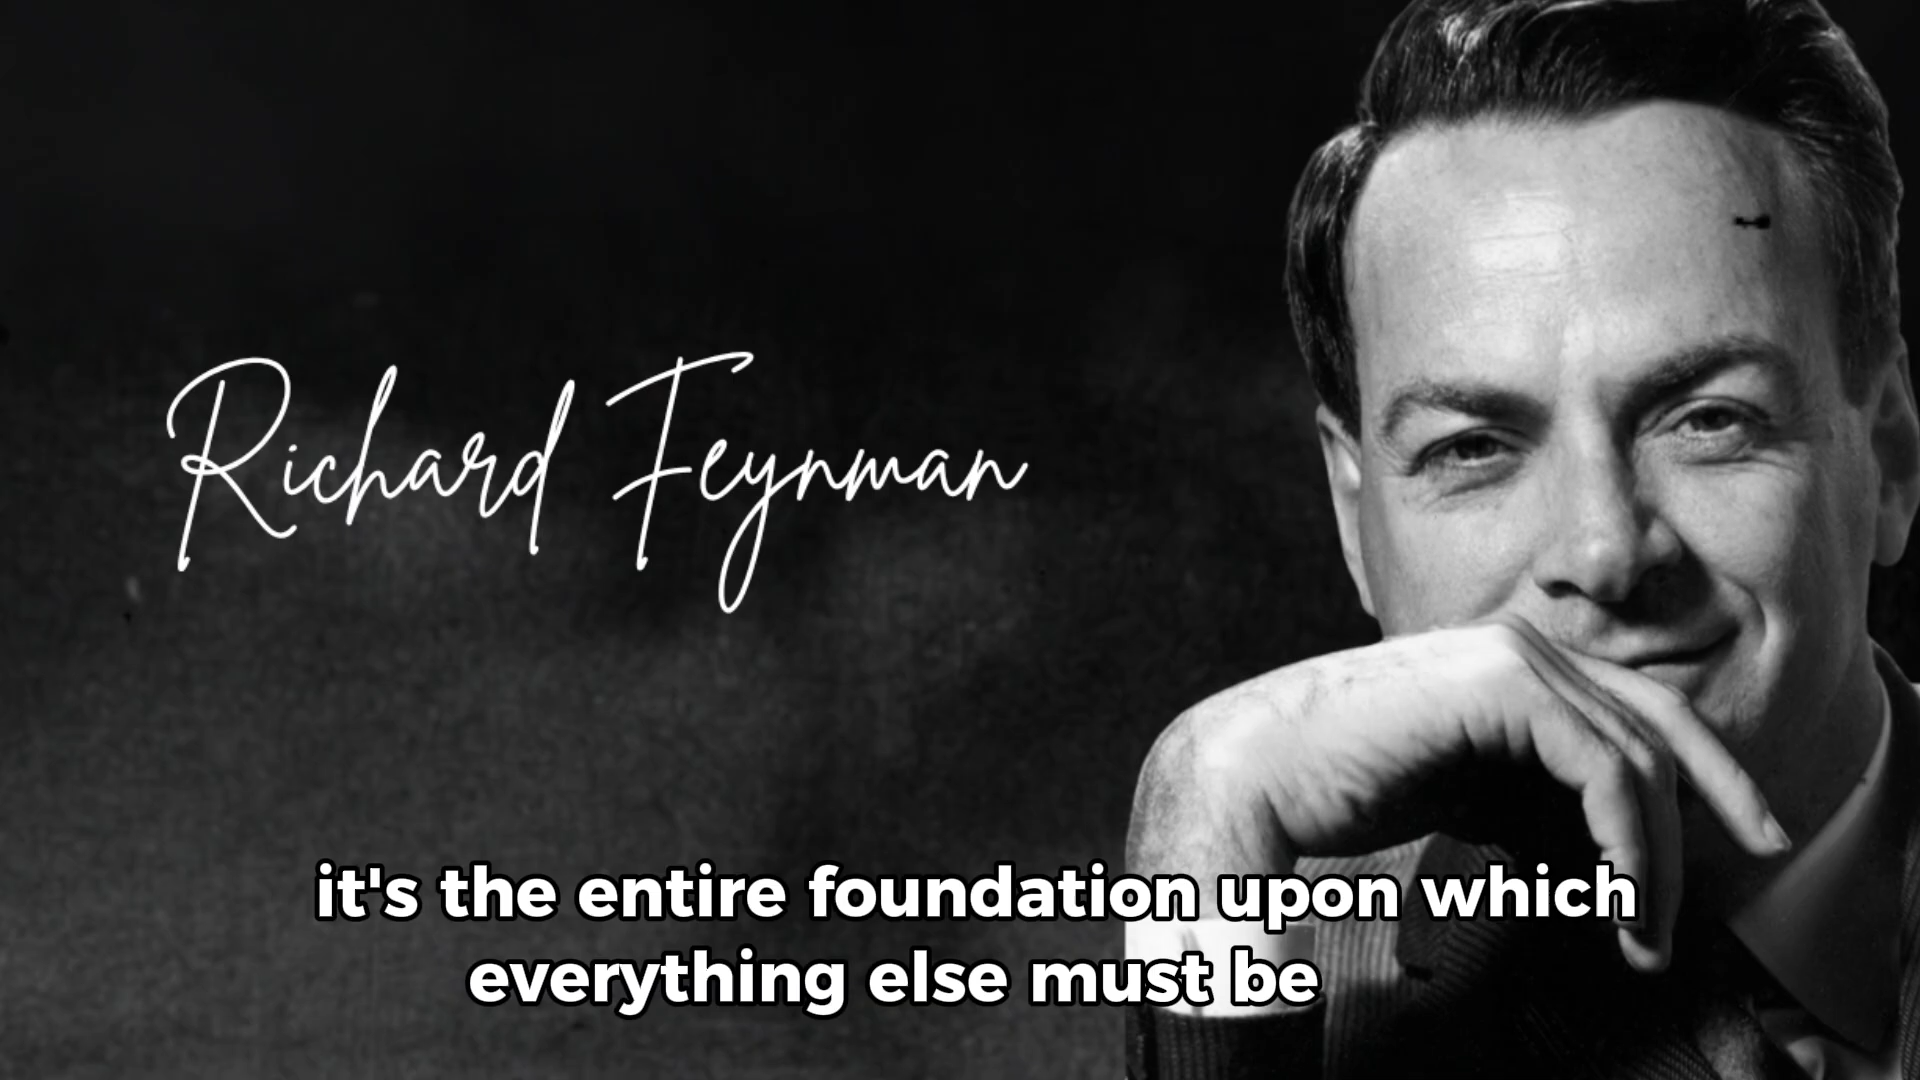 Richard Feynman
it's the entire foundation upon which
everything else must be